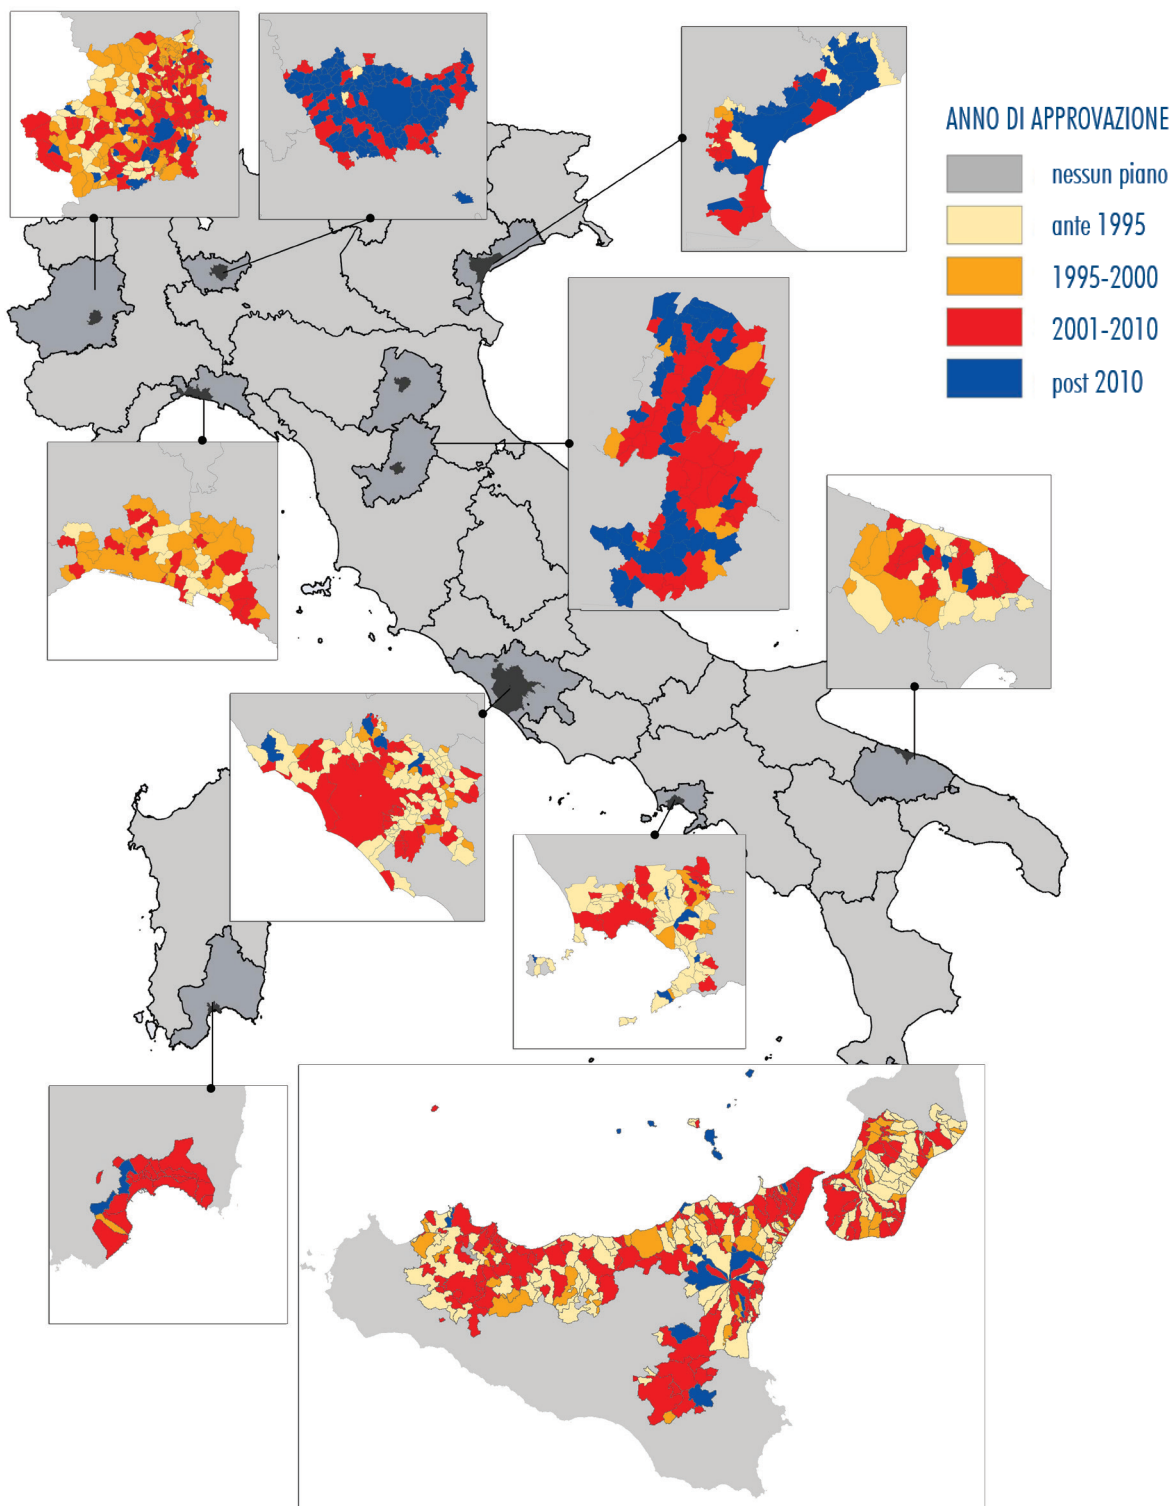 ANNO DI APPROVAZIONE
nessun piano
ante 1995
1995-2000
2001-2010
post 2010